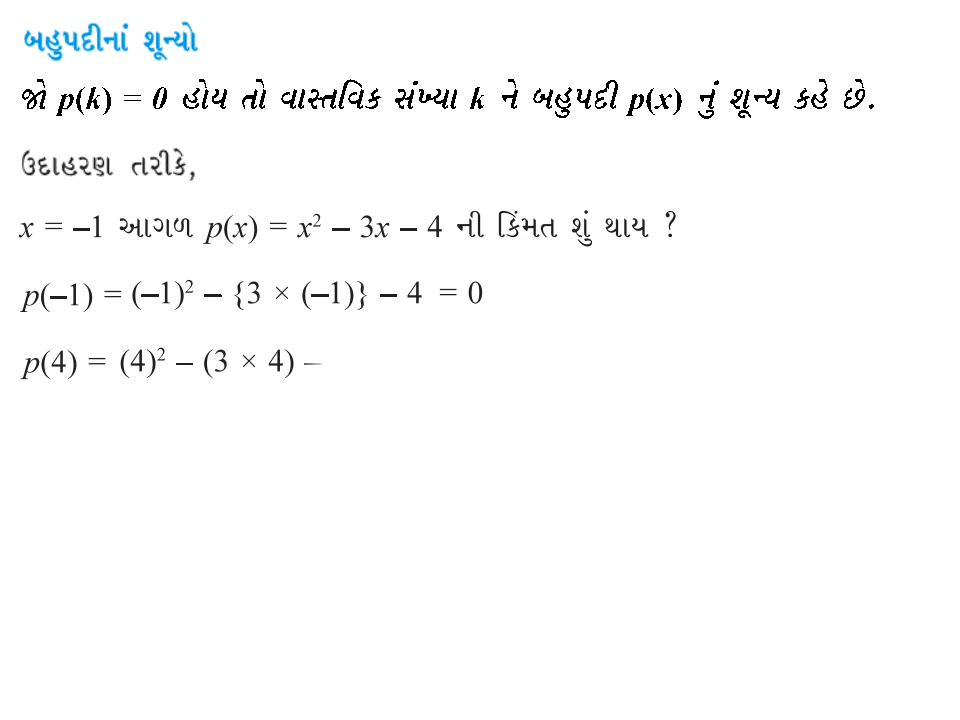 બહુપદીનાં શૂન્યો
જો p(k) = 0 હોય તો વાસ્તવિક સંખ્યા k ને બહુપદી p(x) નું શૂન્ય કહે છે.
ઉદાહરણ તરીકે,
x = –1 આગળ p(x) = x² – 3x – 4 ની કિંમત શું થાય ?
p(–1) = (–1)² – {3 × (–1)} – 4 = 0
p(4) = (4)² – (3 × 4) –